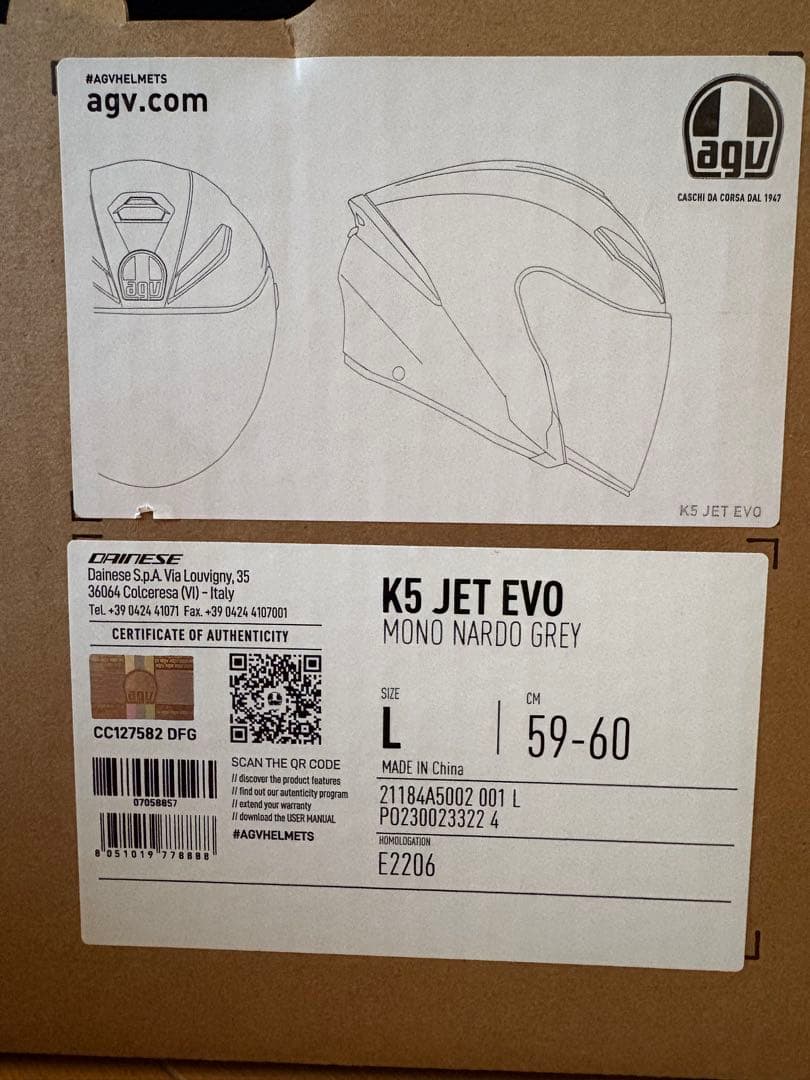 #AGVHELMETS
agv.com
agv
CASCHI DA CORSA DAL 1947
agv
K5 JET EVO
DAINESE
Dainese S.p.A. Via Louvigny, 35
36064 Colceresa (VI) - Italy
Tel. +39 0424 41071 Fax. +39 0424 4107001
CERTIFICATE OF AUTHENTICITY
agv
CC127582 DFG
07058857
8 051019 778888
SCAN THE QR CODE
// discover the product features
// find out our autenticity program
// extend your warranty
// download the USER MANUAL
#AGVHELMETS
K5 JET EVO
MONO NARDO GREY
SIZE
L
CM
59-60
MADE IN China
21184A5002 001 L
PO230023322 4
HOMOLOGATION
E2206